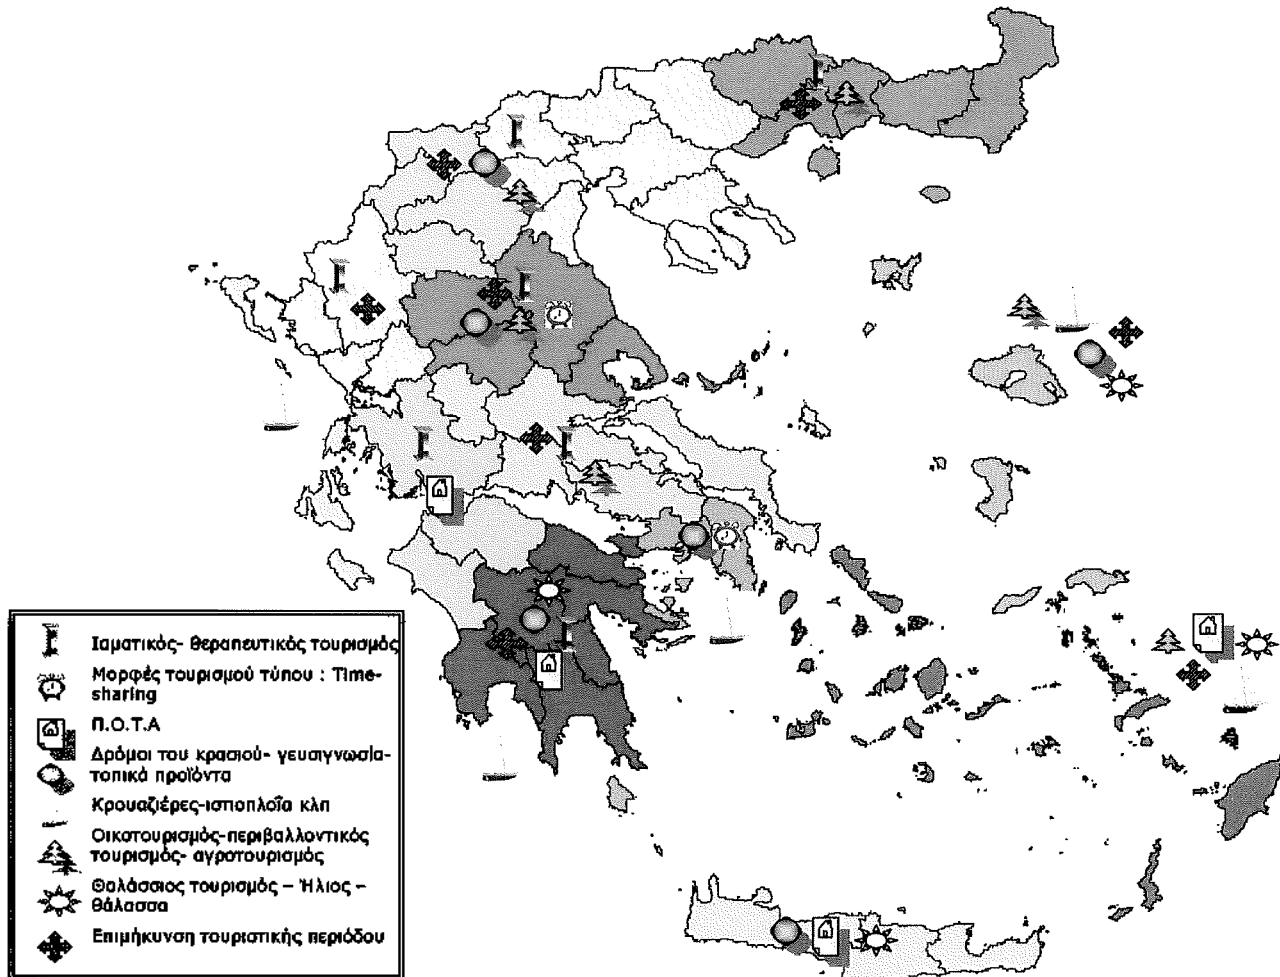 Ιαματικός- θεραπευτικός τουρισμός
Μορφές τουρισμού τύπου : Time-
sharing
Π.Ο.Τ.Α
Δρόμοι του κρασιού- γευσιγνωσία-
τοπικά προϊόντα
Κρουαζιέρες-ιστιοπλοΐα κλπ
Οικοτουρισμός-περιβαλλοντικός
τουρισμός- αγροτουρισμός
Θαλάσσιος τουρισμός – Ήλιος –
θάλασσα
Επιμήκυνση τουριστικής περιόδου